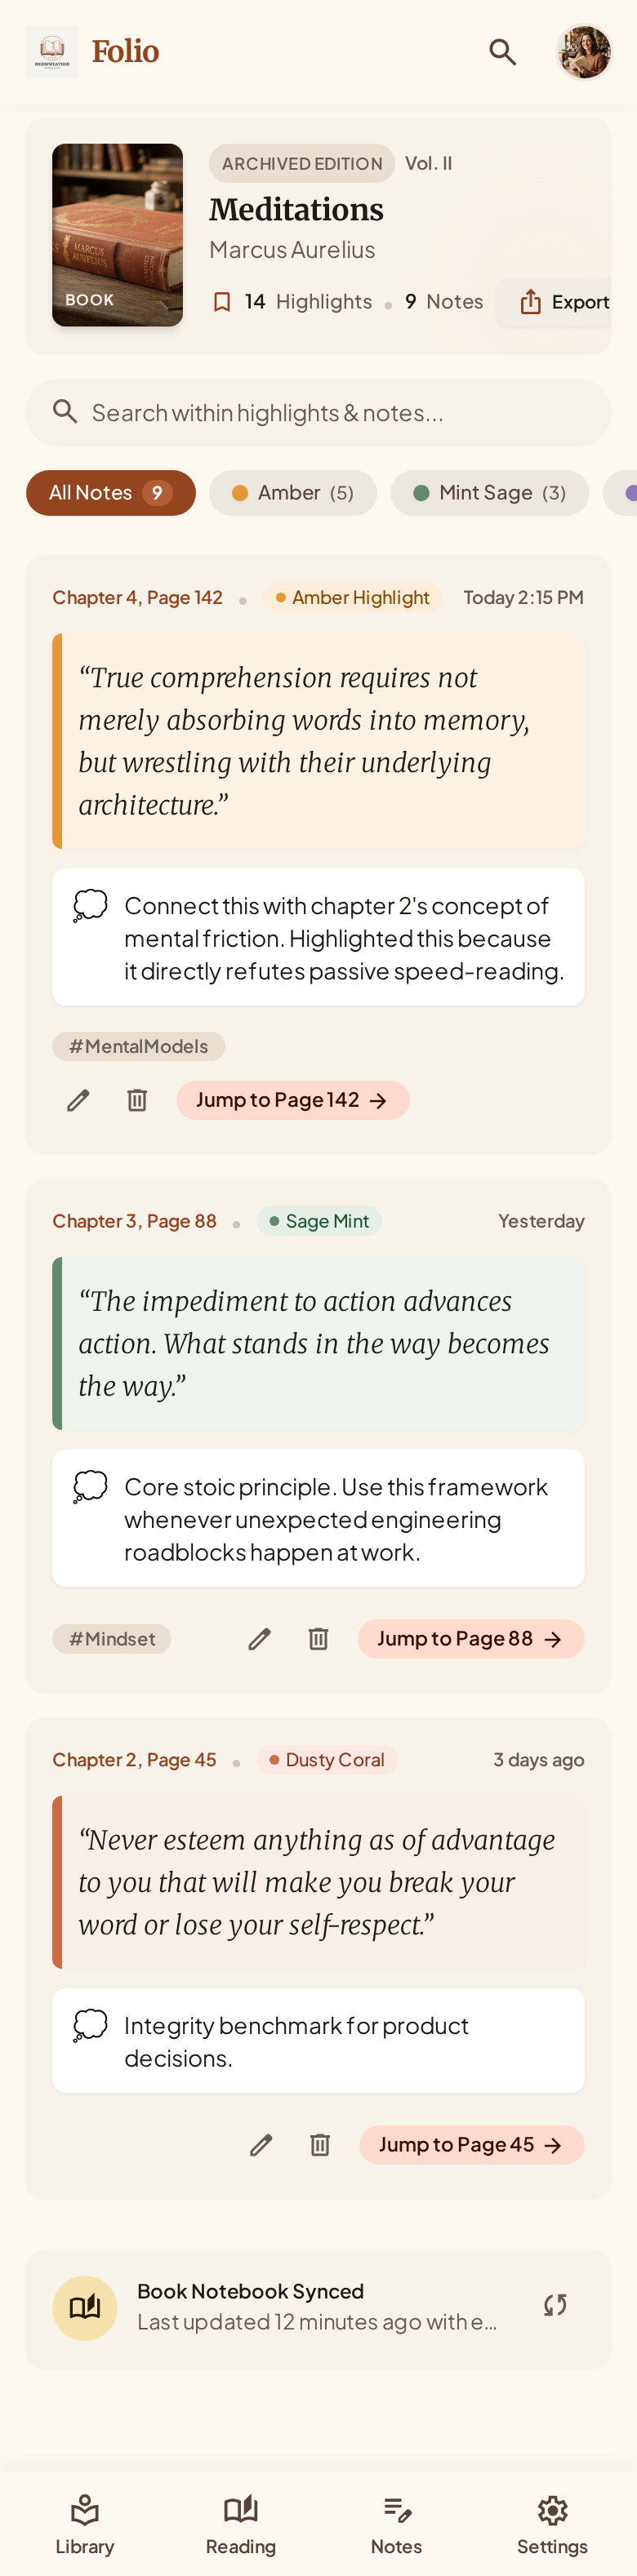 MERRIWEATHER
Folio
ARCHIVED EDITION Vol. II
Meditations
Marcus Aurelius
MARCUS
AURELIUS
BOOK
14 Highlights 9 Notes Export
Search within highlights & notes...
All Notes 9 Amber (5) Mint Sage (3)
Chapter 4, Page 142 Amber Highlight Today 2:15 PM
“True comprehension requires not
merely absorbing words into memory,
but wrestling with their underlying
architecture.”
Connect this with chapter 2's concept of
mental friction. Highlighted this because
it directly refutes passive speed-reading.
#MentalModels
Jump to Page 142 →
Chapter 3, Page 88 Sage Mint Yesterday
“The impediment to action advances
action. What stands in the way becomes
the way.”
Core stoic principle. Use this framework
whenever unexpected engineering
roadblocks happen at work.
#Mindset Jump to Page 88 →
Chapter 2, Page 45 Dusty Coral 3 days ago
“Never esteem anything as of advantage
to you that will make you break your
word or lose your self-respect.”
Integrity benchmark for product
decisions.
Jump to Page 45 →
Book Notebook Synced
Last updated 12 minutes ago with e...
Library Reading Notes Settings